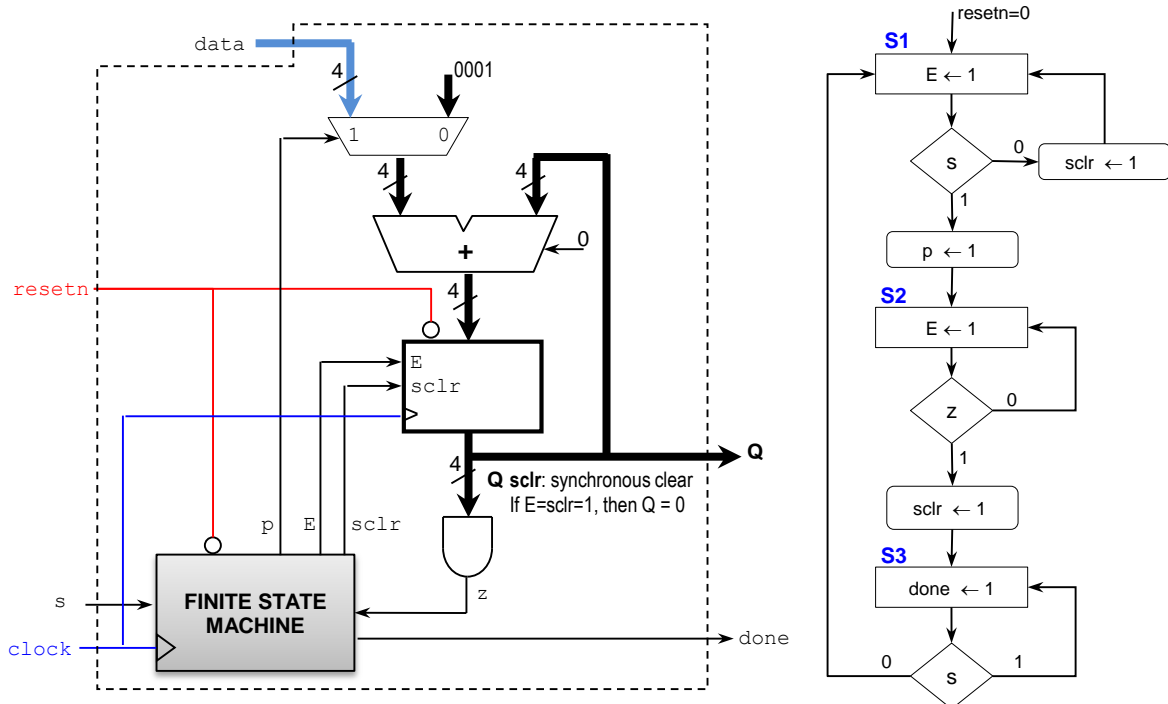 data
4
0001
1
0
4
4
+
0
resetn
4
E
sclr
4
Q
Q sclr: synchronous clear
If E=sclr=1, then Q = 0
p
E
sclr
z
s
FINITE STATE
MACHINE
clock
done
resetn=0
S1
E ← 1
s
0
sclr ← 1
1
p ← 1
S2
E ← 1
z
0
1
sclr ← 1
S3
done ← 1
0
s
1